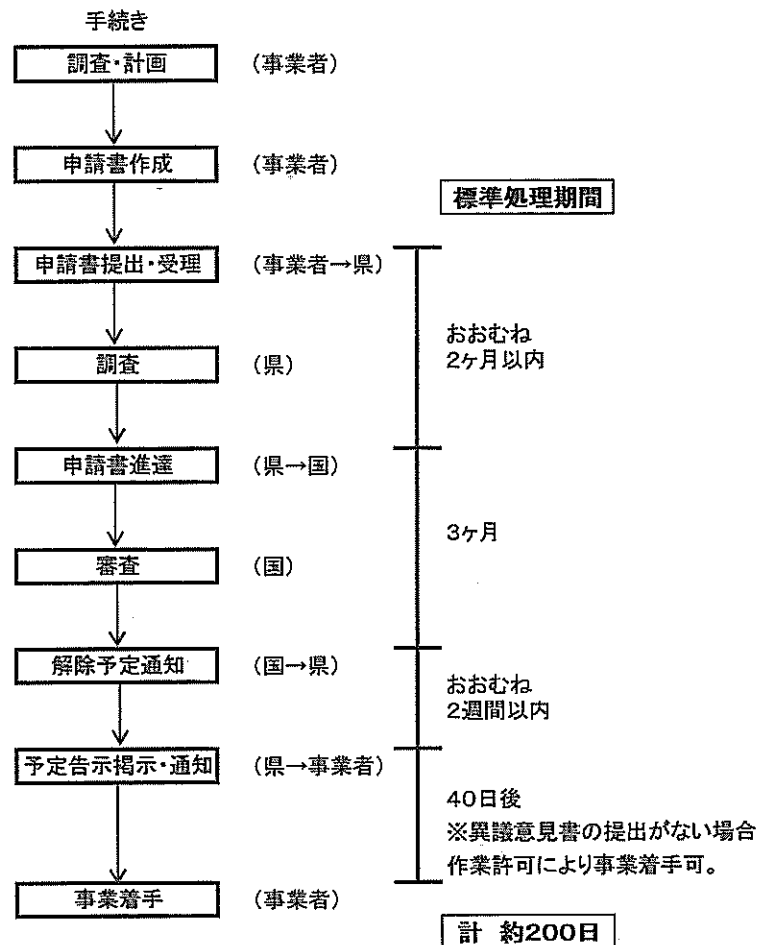 手続き
調査・計画 (事業者)
申請書作成 (事業者)
標準処理期間
申請書提出・受理 (事業者→県)
おおむね
2ヶ月以内
調査 (県)
申請書進達 (県→国)
3ヶ月
審査 (国)
解除予定通知 (国→県)
おおむね
2週間以内
予定告示掲示・通知 (県→事業者)
40日後
※異議意見書の提出がない場合
作業許可により事業着手可。
事業着手 (事業者)
計 約200日